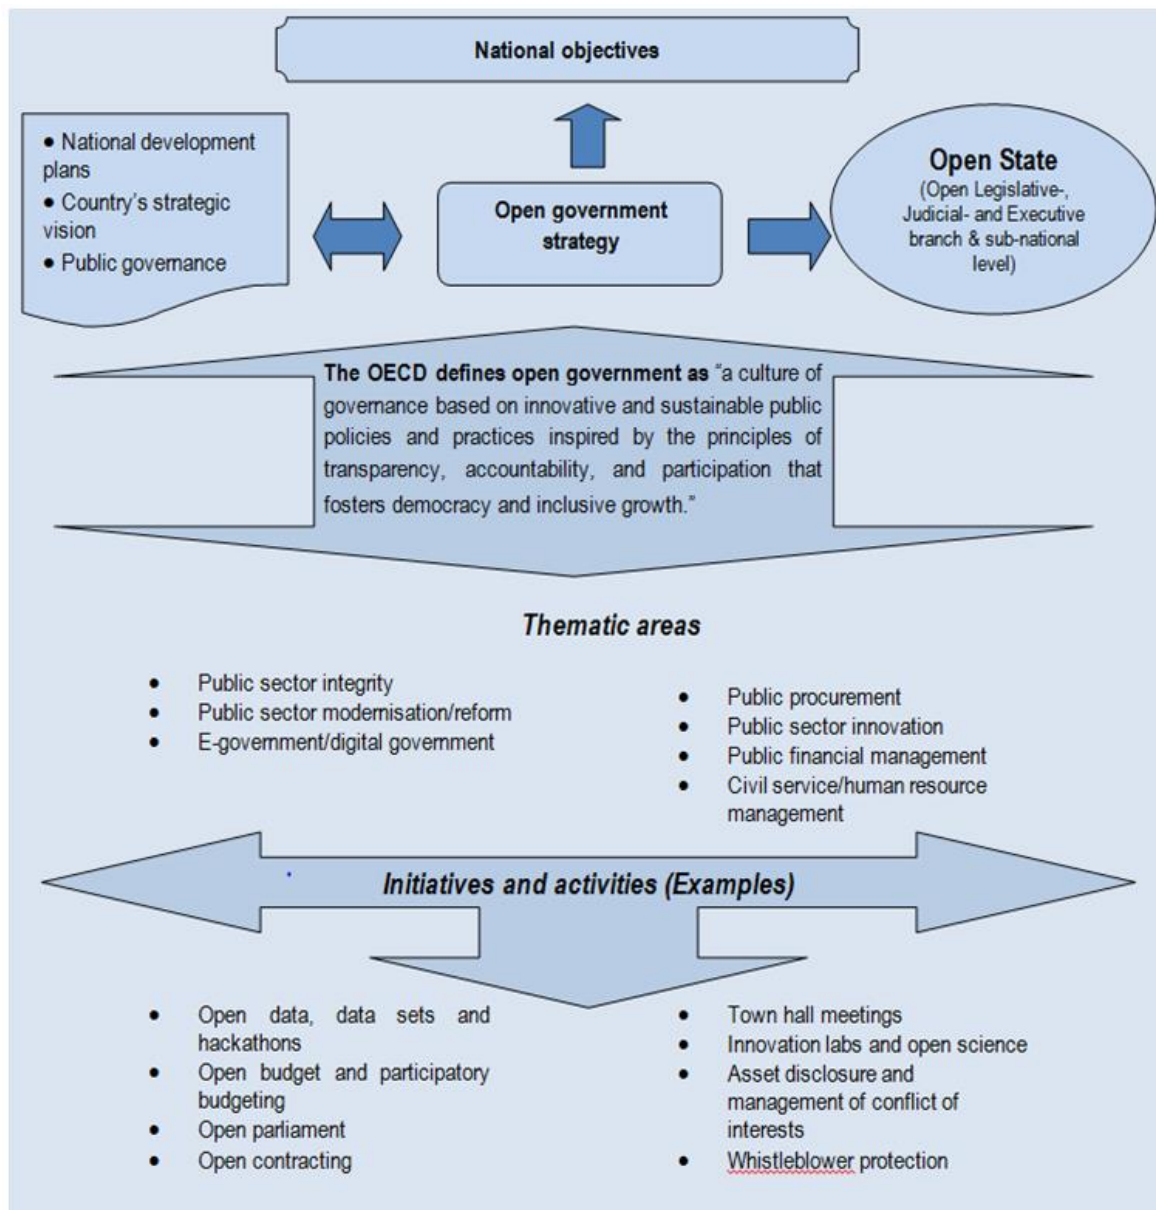 National objectives
● National development
plans
● Country’s strategic
vision
● Public governance
Open government
strategy
Open State
(Open Legislative-,
Judicial- and Executive
branch & sub-national
level)
The OECD defines open government as “a culture of
governance based on innovative and sustainable public
policies and practices inspired by the principles of
transparency, accountability, and participation that
fosters democracy and inclusive growth.”
Thematic areas
● Public sector integrity
● Public sector modernisation/reform
● E-government/digital government
● Public procurement
● Public sector innovation
● Public financial management
● Civil service/human resource
management
Initiatives and activities (Examples)
● Open data, data sets and
hackathons
● Open budget and participatory
budgeting
● Open parliament
● Open contracting
● Town hall meetings
● Innovation labs and open science
● Asset disclosure and
management of conflict of
interests
● Whistleblower protection